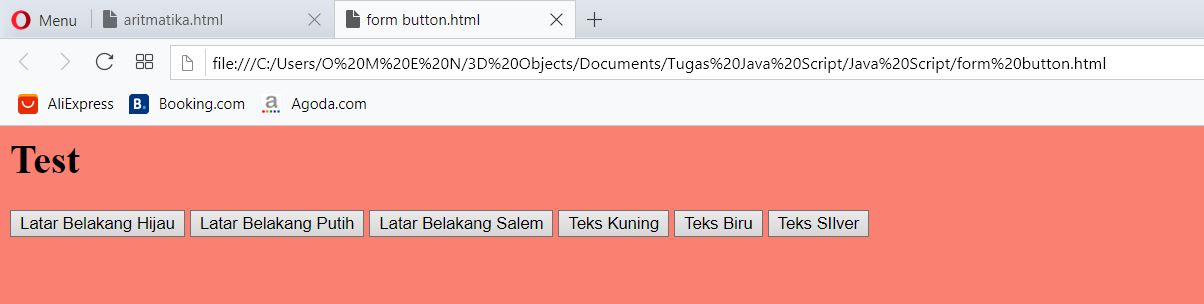 Menu aritmatika.html form button.html
file:///C:/Users/O%20M%20E%20N/3D%20Objects/Documents/Tugas%20Java%20Script/Java%20Script/form%20button.html
AliExpress B. Booking.com a Agoda.com
Test
Latar Belakang Hijau Latar Belakang Putih Latar Belakang Salem Teks Kuning Teks Biru Teks SIlver